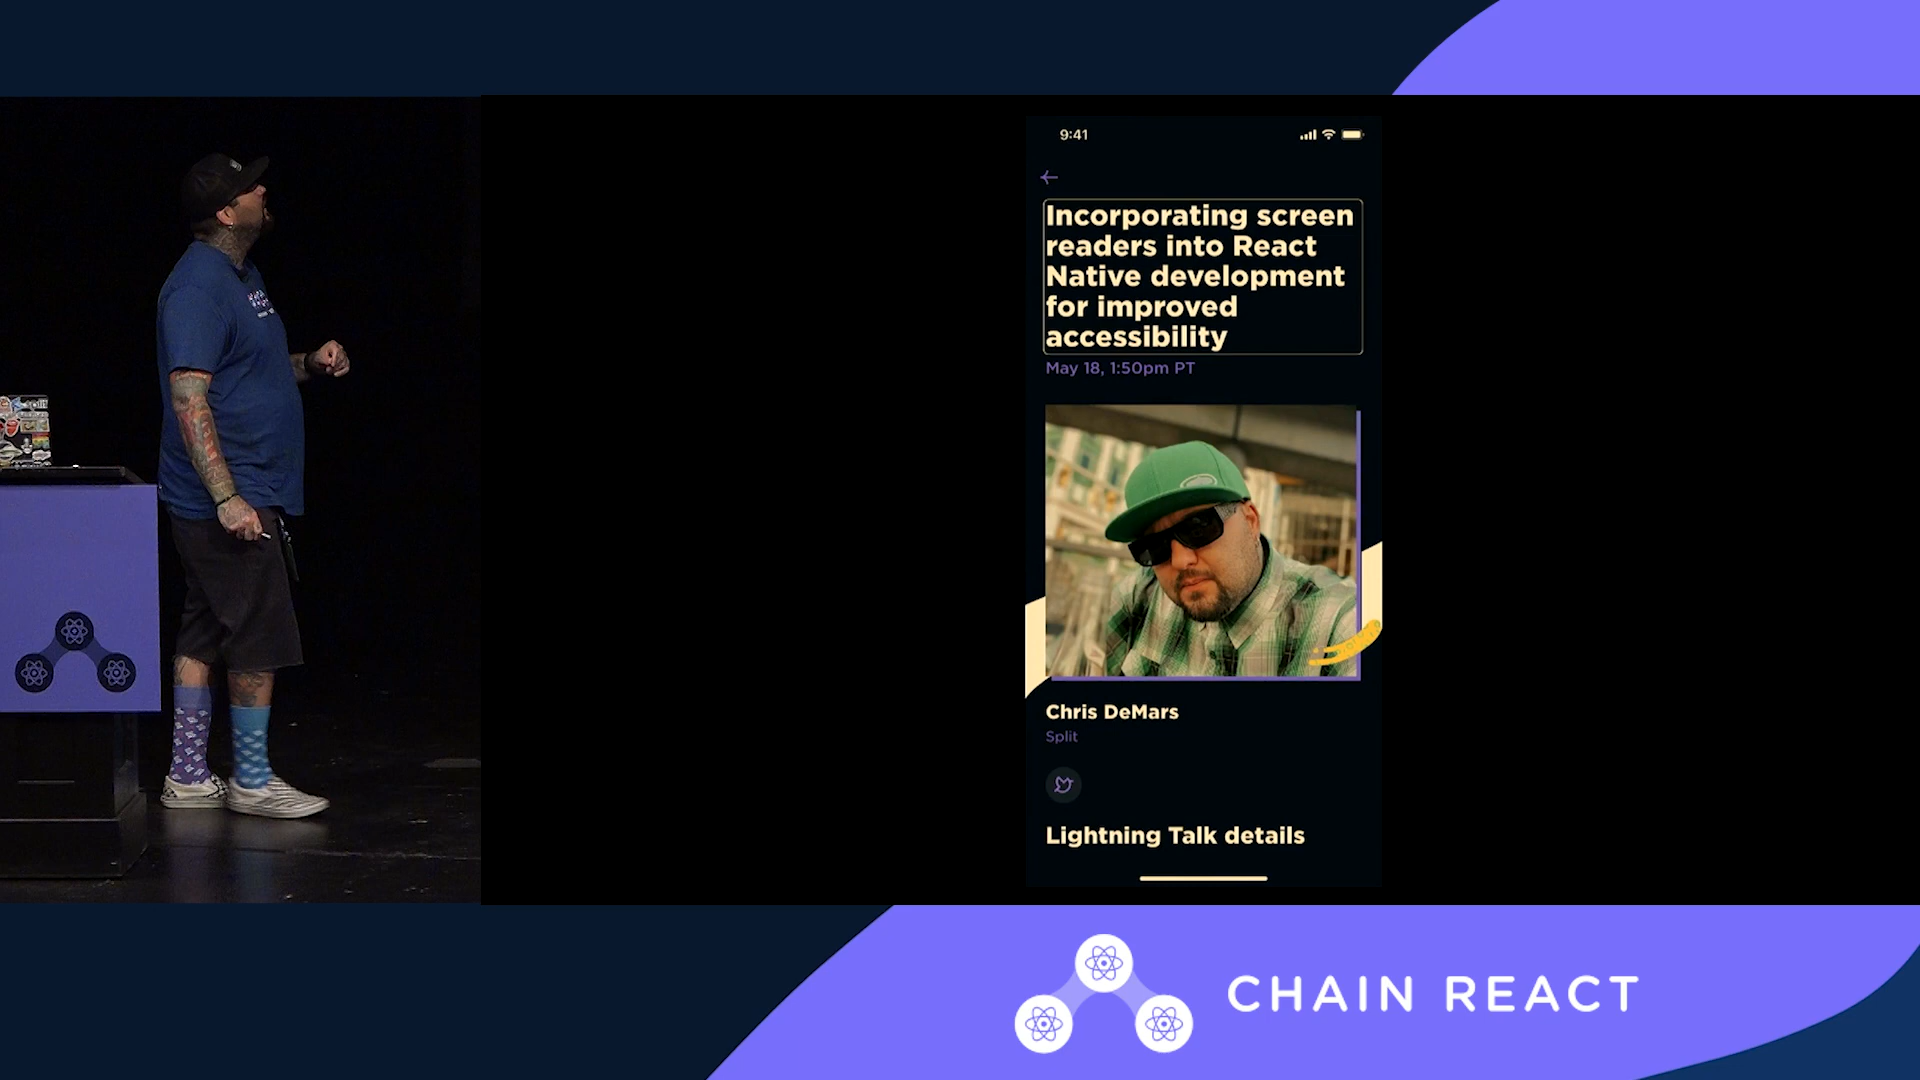 9:41
Incorporating screen
readers into React
Native development
for improved
accessibility
May 18, 1:50pm PT
Chris DeMars
Split
Lightning Talk details
CHAIN REACT